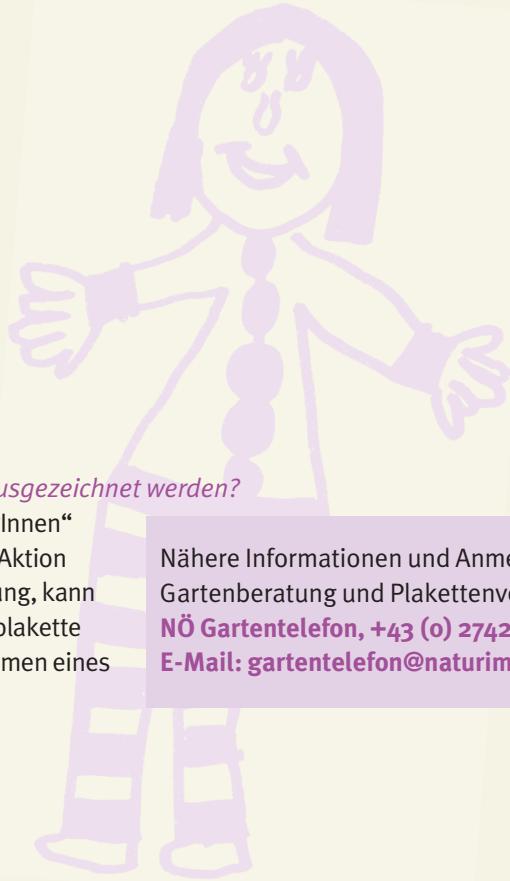 usgezeichnet werden?
Innen“
Aktion
ung, kann
plakette
men eines
Nähere Informationen und Anme
Gartenberatung und Plakettenve
NÖ Gartentelefon, +43 (0) 2742
E-Mail: gartentelefon@naturim